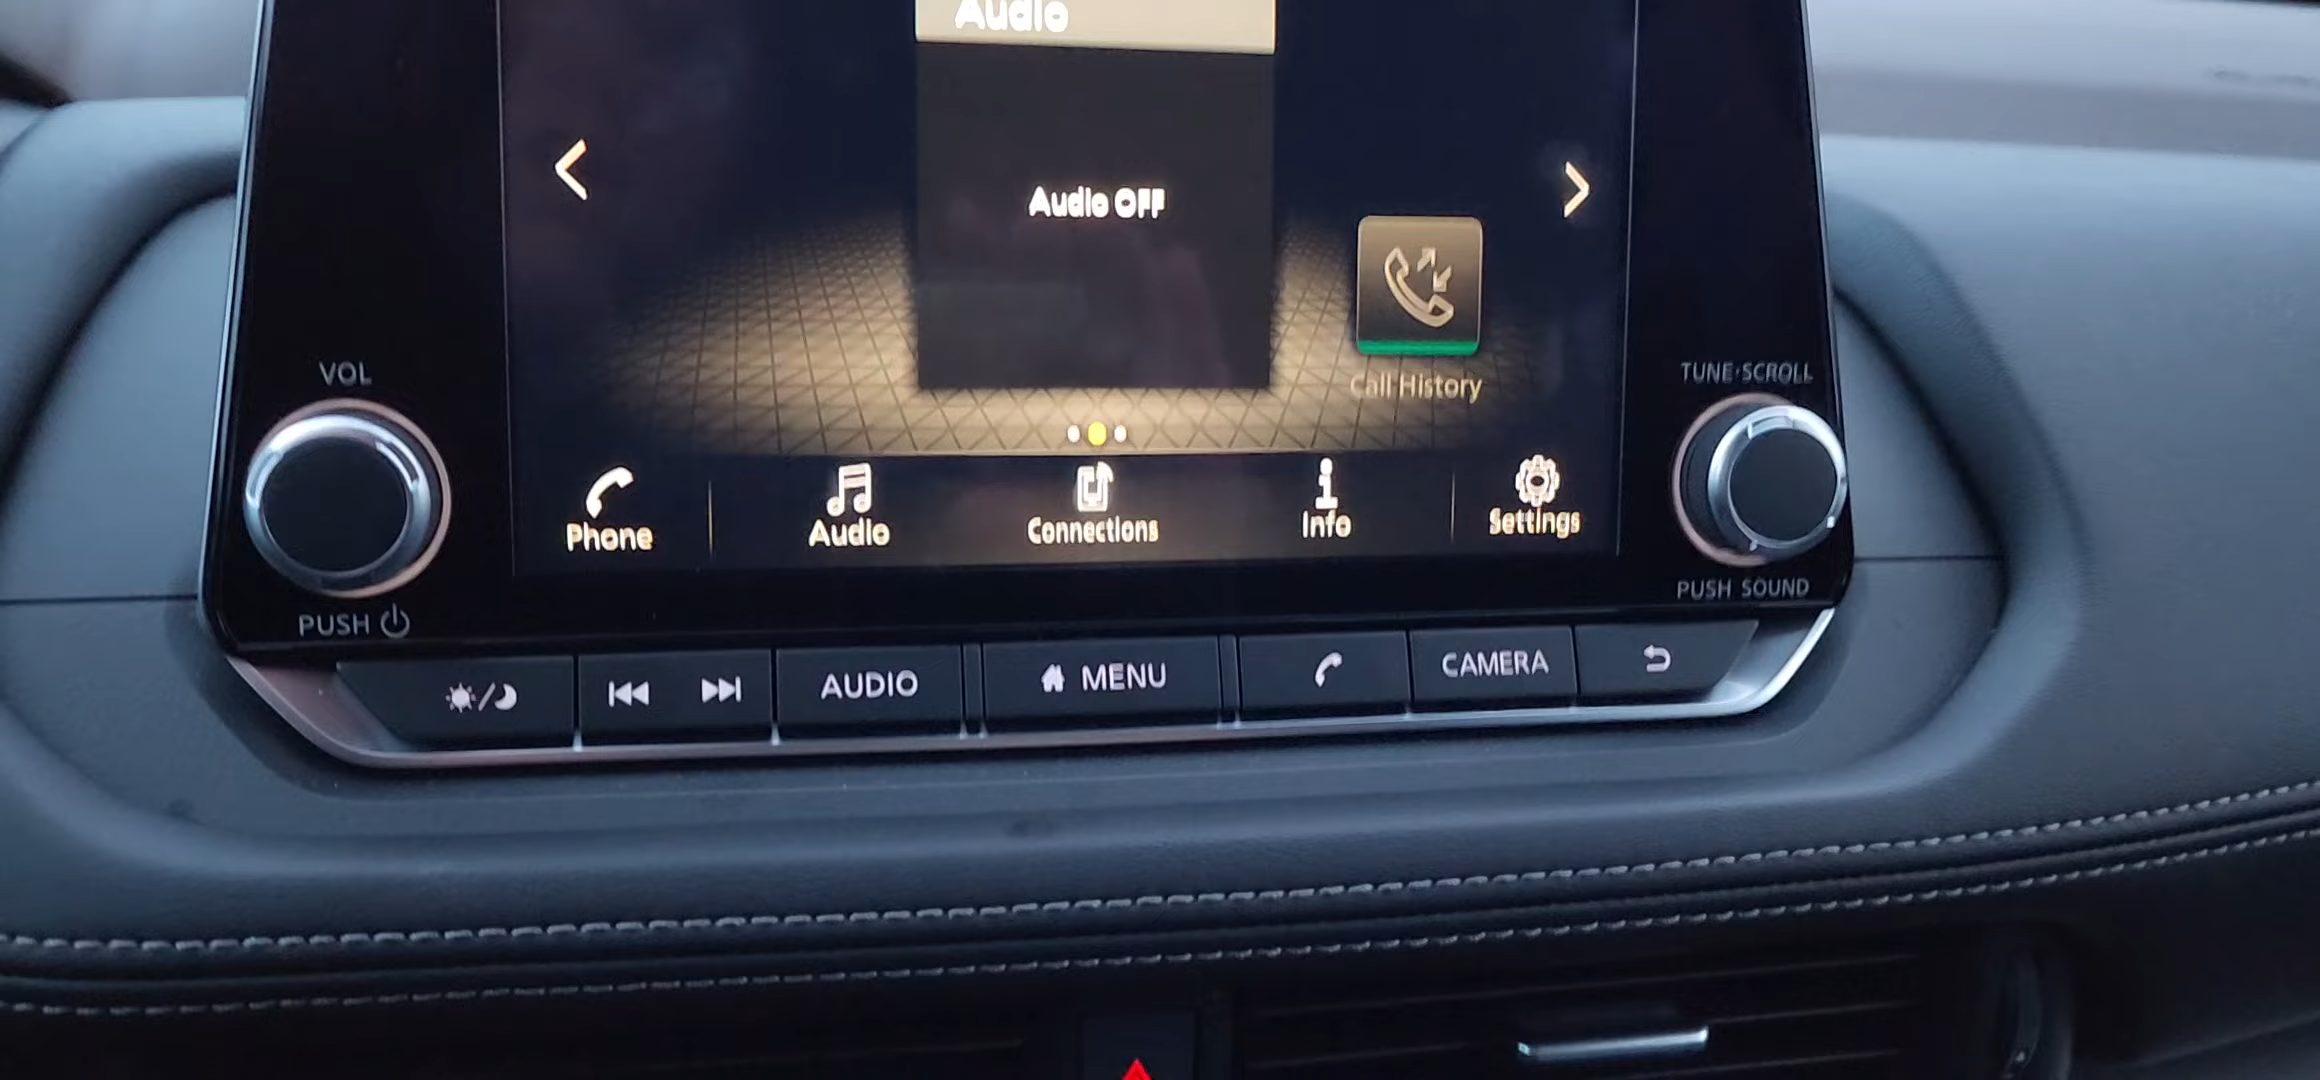 Audio
Audio OFF
Call History
VOL
TUNE·SCROLL
Phone
Audio
Connections
Info
Settings
PUSH
PUSH SOUND
AUDIO
MENU
CAMERA